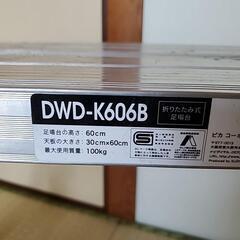 DWD-K606B
折りたたみ式
足場台
足場台の高さ: 60cm
天板の大きさ: 30cm×60cm
最大使用質量: 100kg
ピカ コー